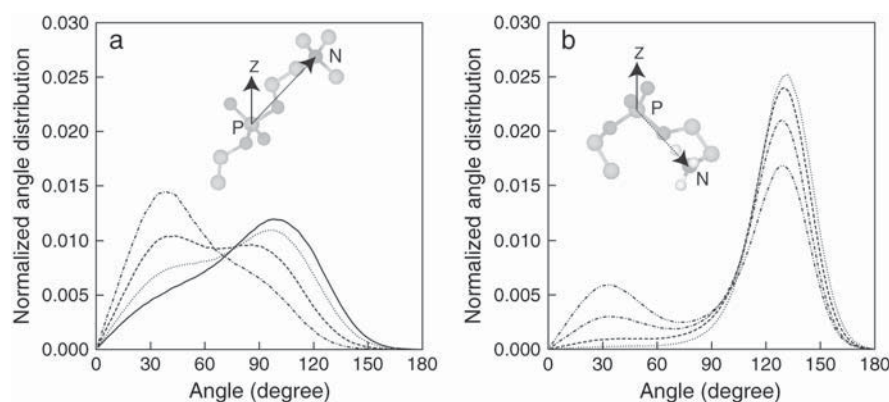 a
Z
N
P
Normalized angle distribution
0.030
0.025
0.020
0.015
0.010
0.005
0.000
0 30 60 90 120 150 180
Angle (degree)
b
Z
P
N
Normalized angle distribution
0.030
0.025
0.020
0.015
0.010
0.005
0.000
0 30 60 90 120 150 180
Angle (degree)